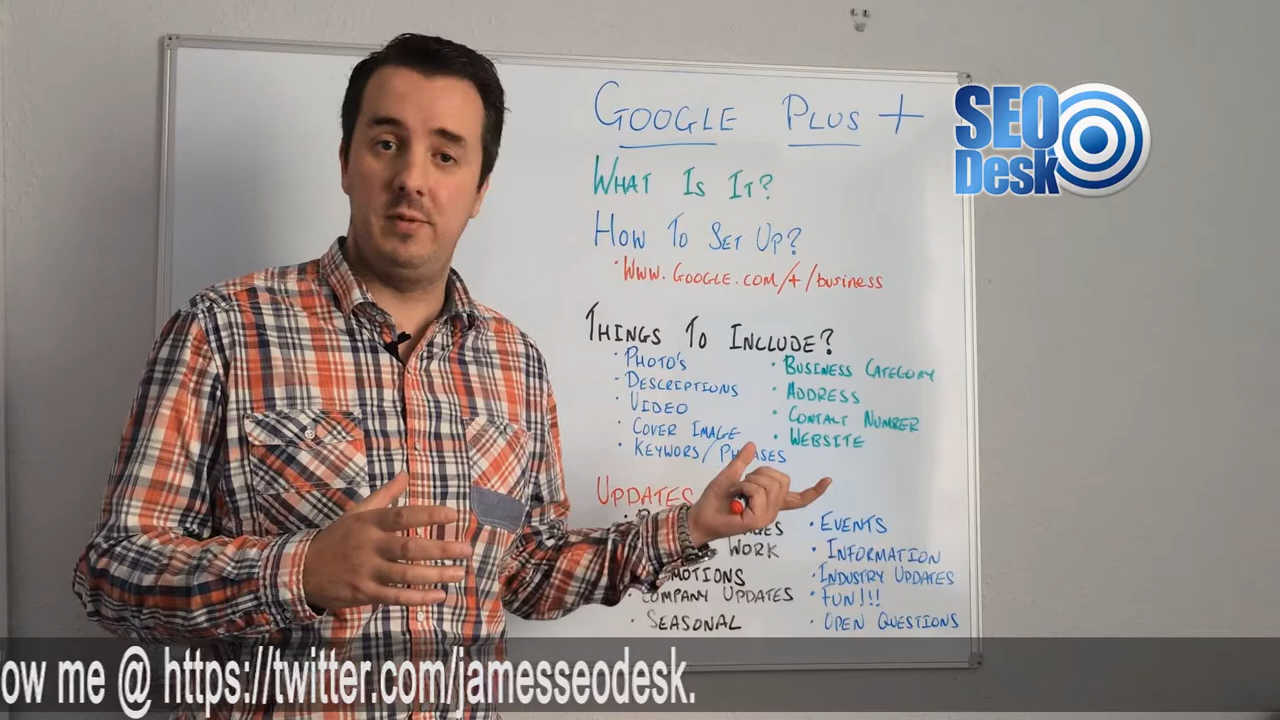 GOOGLE PLUS +
SEO
Desk
WHAT IS IT?
HOW TO SET UP?
· WWW.GOOGLE.COM/+/business
THINGS TO INCLUDE?
· PHOTO'S
· DESCRIPTIONS
· VIDEO
· COVER IMAGE
· KEYWORS/PHRASES
· BUSINESS CATEGORY
· ADDRESS
· CONTACT NUMBER
· WEBSITE
UPDATES
WORK
COMPANY UPDATES
· SEASONAL
· EVENTS
· INFORMATION
· INDUSTRY UPDATES
· FUN!!!
· OPEN QUESTIONS
me @ https://twitter.com/jamesseodesk.